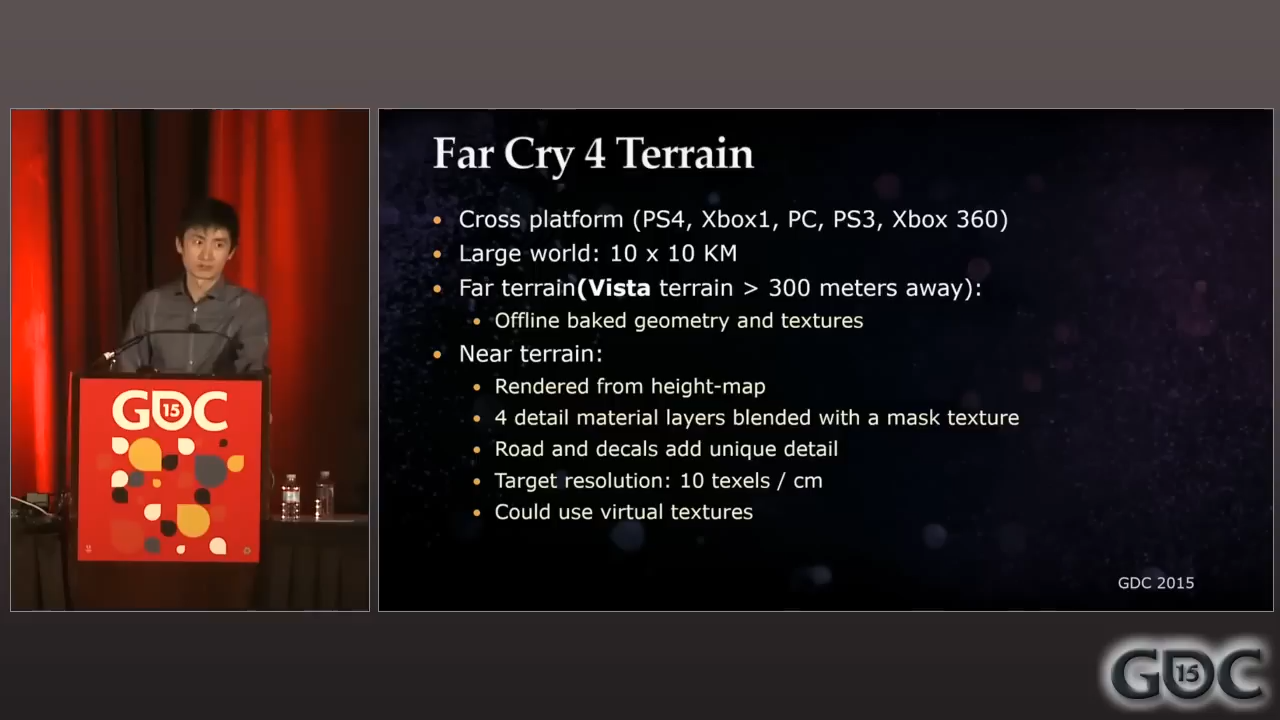 Far Cry 4 Terrain
• Cross platform (PS4, Xbox1, PC, PS3, Xbox 360)
• Large world: 10 x 10 KM
• Far terrain(Vista terrain > 300 meters away):
• Offline baked geometry and textures
• Near terrain:
• Rendered from height-map
• 4 detail material layers blended with a mask texture
• Road and decals add unique detail
• Target resolution: 10 texels / cm
• Could use virtual textures
GDC 2015
GDC
15
GDC
15